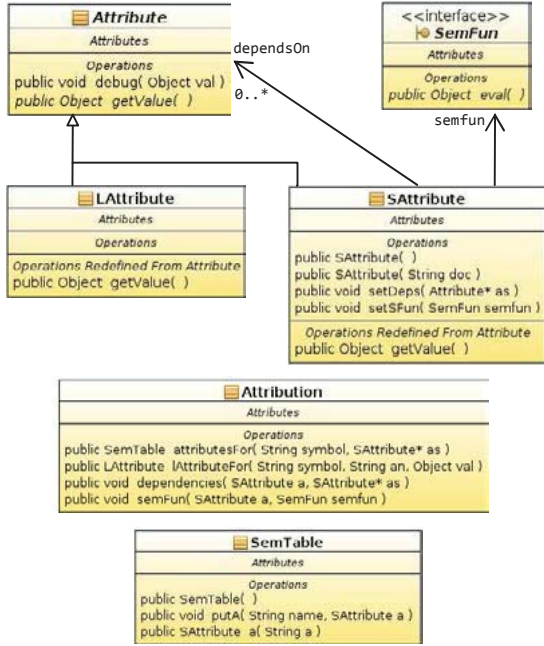 Attribute
Attributes
Operations
public void debug( Object val )
public Object getValue( )
<<interface>>
SemFun
Attributes
Operations
public Object eval( )
dependsOn
0..*
semfun
LAttribute
Attributes
Operations
Operations Redefined From Attribute
public Object getValue( )
SAttribute
Attributes
Operations
public SAttribute( )
public SAttribute( String doc )
public void setDeps( Attribute* as )
public void setSFun( SemFun semfun )
Operations Redefined From Attribute
public Object getValue( )
Attribution
Attributes
Operations
public SemTable attributesFor( String symbol, SAttribute* as )
public LAttribute lAttributeFor( String symbol, String an, Object val )
public void dependencies( SAttribute a, SAttribute* as )
public void semFun( SAttribute a, SemFun semfun )
SemTable
Attributes
Operations
public SemTable( )
public void putA( String name, SAttribute a )
public SAttribute a( String a )